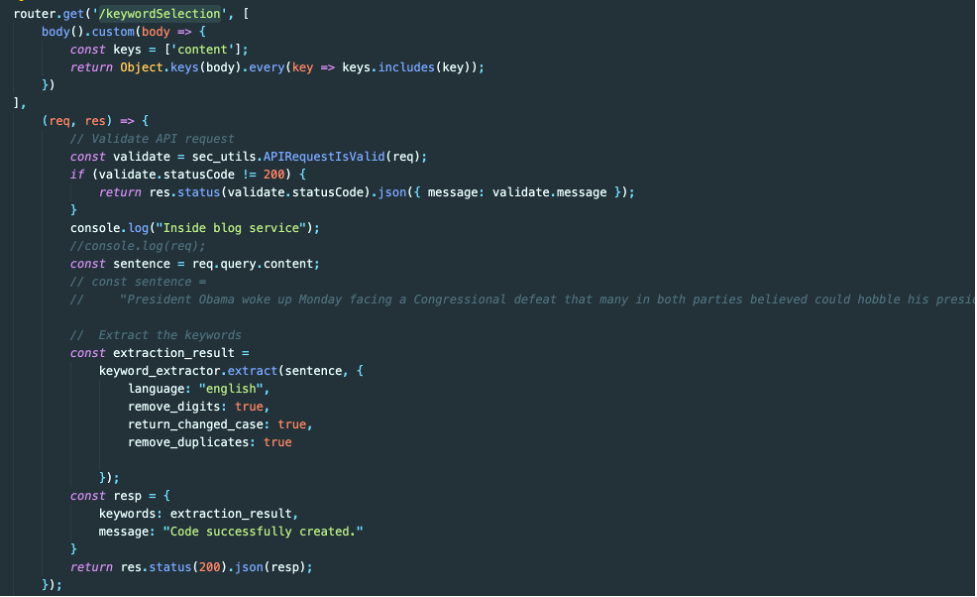 router.get('/keywordSelection', [
    body().custom(body => {
        const keys = ['content'];
        return Object.keys(body).every(key => keys.includes(key));
    })
],
    (req, res) => {
        // Validate API request
        const validate = sec_utils.APIRequestIsValid(req);
        if (validate.statusCode != 200) {
            return res.status(validate.statusCode).json({ message: validate.message });
        }
        console.log("Inside blog service");
        //console.log(req);
        const sentence = req.query.content;
        // const sentence =
        //     "President Obama woke up Monday facing a Congressional defeat that many in both parties believed could hobble his
        //  Extract the keywords
        const extraction_result =
            keyword_extractor.extract(sentence, {
                language: "english",
                remove_digits: true,
                return_changed_case: true,
                remove_duplicates: true
            });
        const resp = {
            keywords: extraction_result,
            message: "Code successfully created."
        }
        return res.status(200).json(resp);
    });